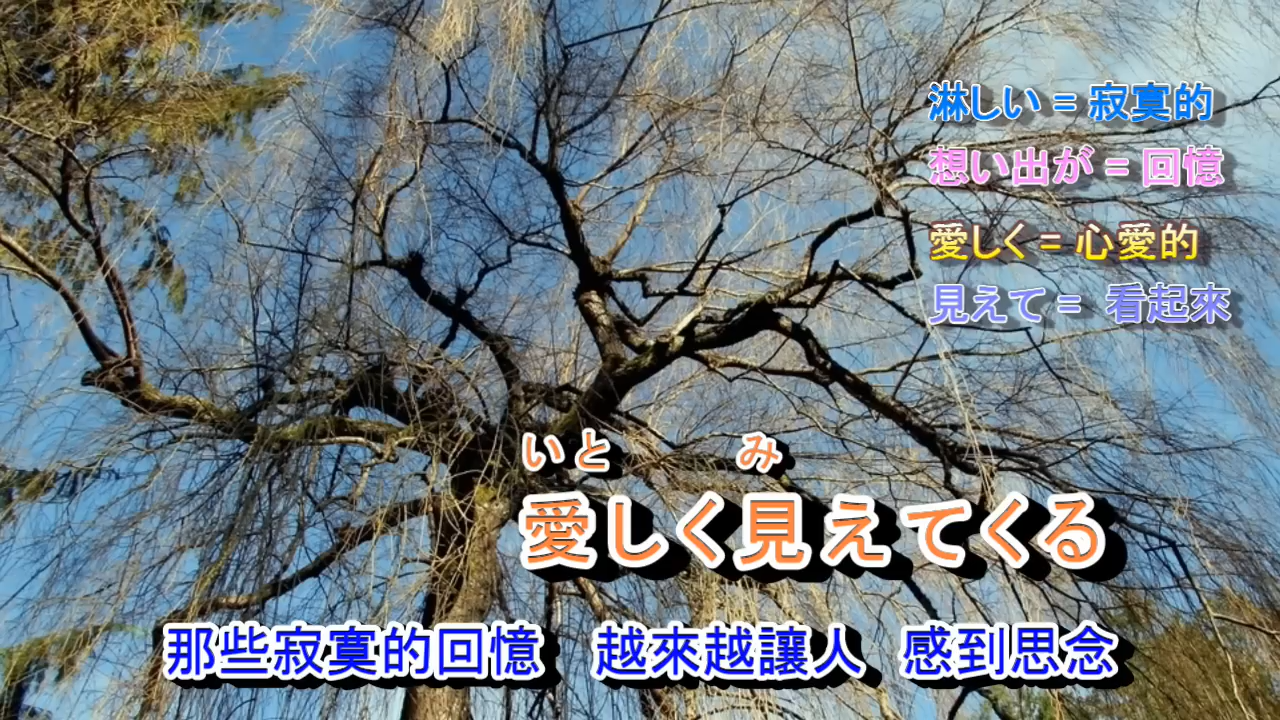 淋しい = 寂寞的
想い出が = 回憶
愛しく = 心愛的
見えて = 看起來
いと み
愛しく見えてくる
那些寂寞的回憶 越來越讓人 感到思念